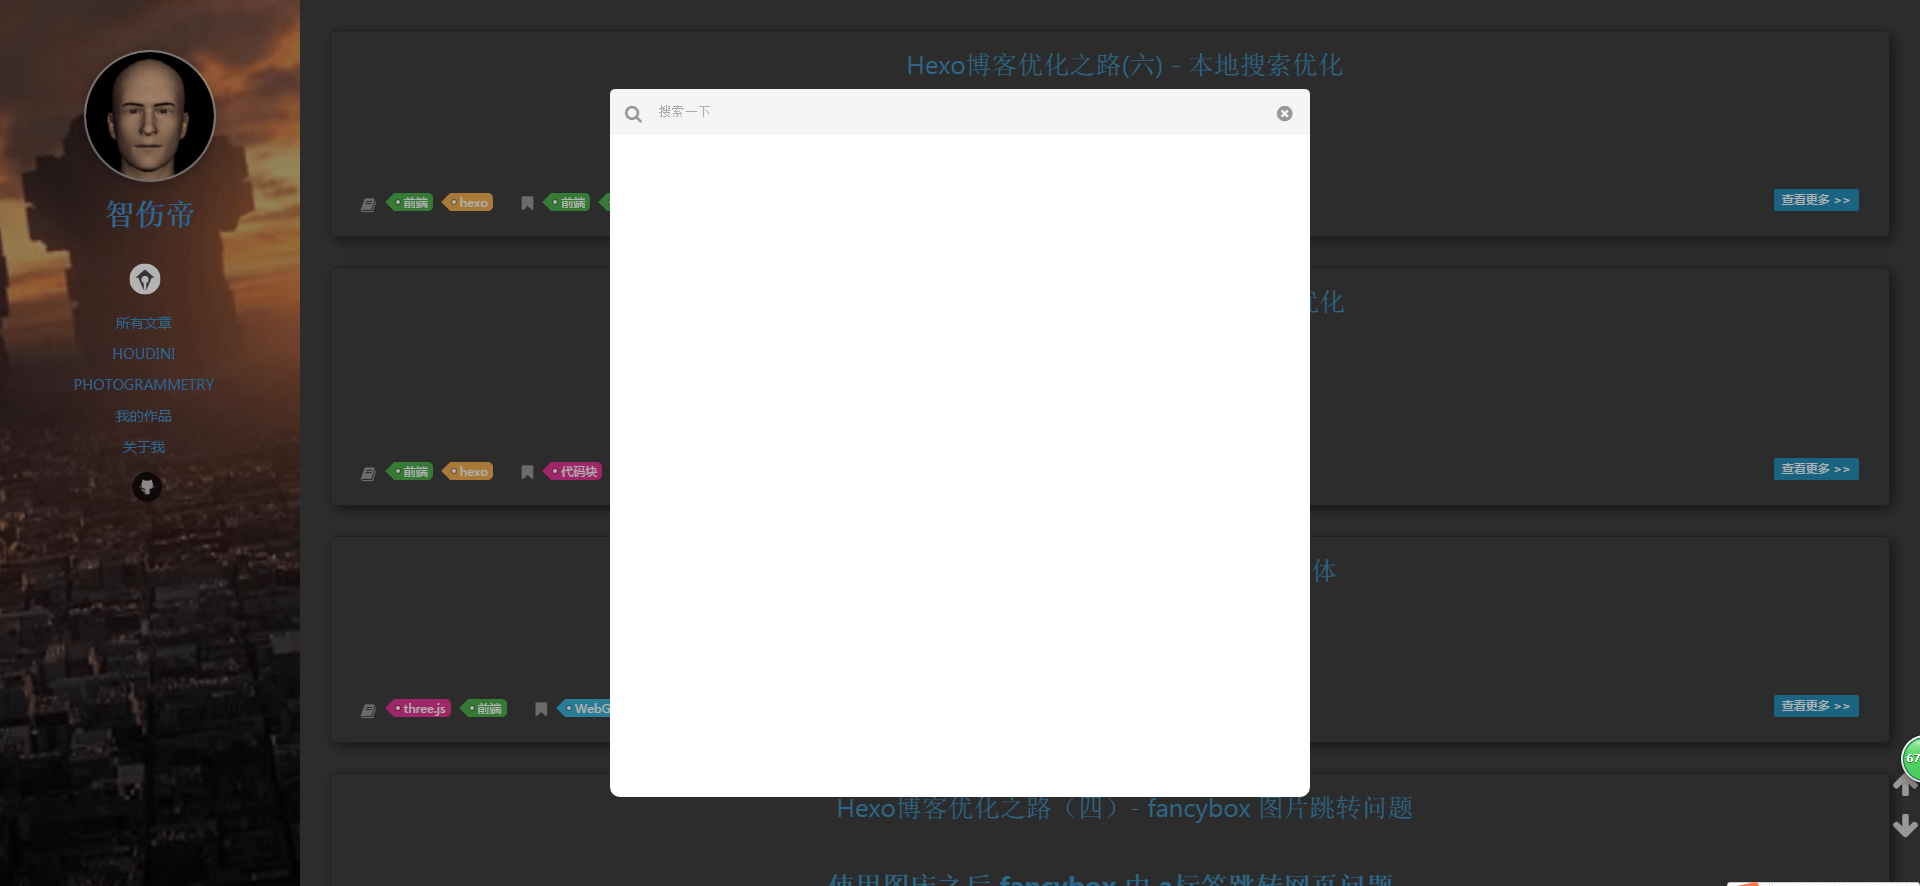 智伤帝
所有文章
HOUDINI
PHOTOGRAMMETRY
我的作品
关于我
Hexo博客优化之路(六) - 本地搜索优化
搜索一下
前端 hexo 前端
查看更多 >>
优化
前端 hexo 代码块
查看更多 >>
体
three.js 前端 WebG
查看更多 >>
67
Hexo博客优化之路（四）- fancybox 图片跳转问题
使用图床之后 fancybox 中 a标签跳转网页问题